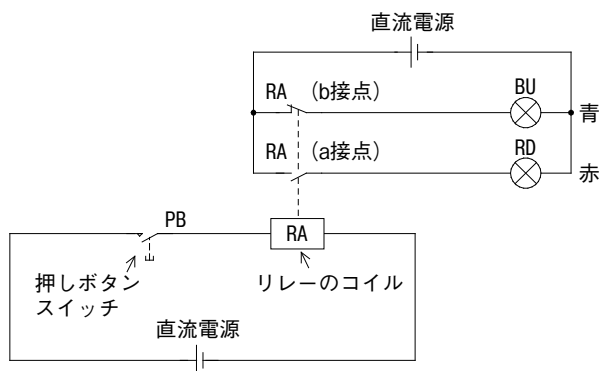 直流電源
RA (b接点) BU
青
RA (a接点) RD
赤
PB
RA
押しボタン
スイッチ
リレーのコイル
直流電源